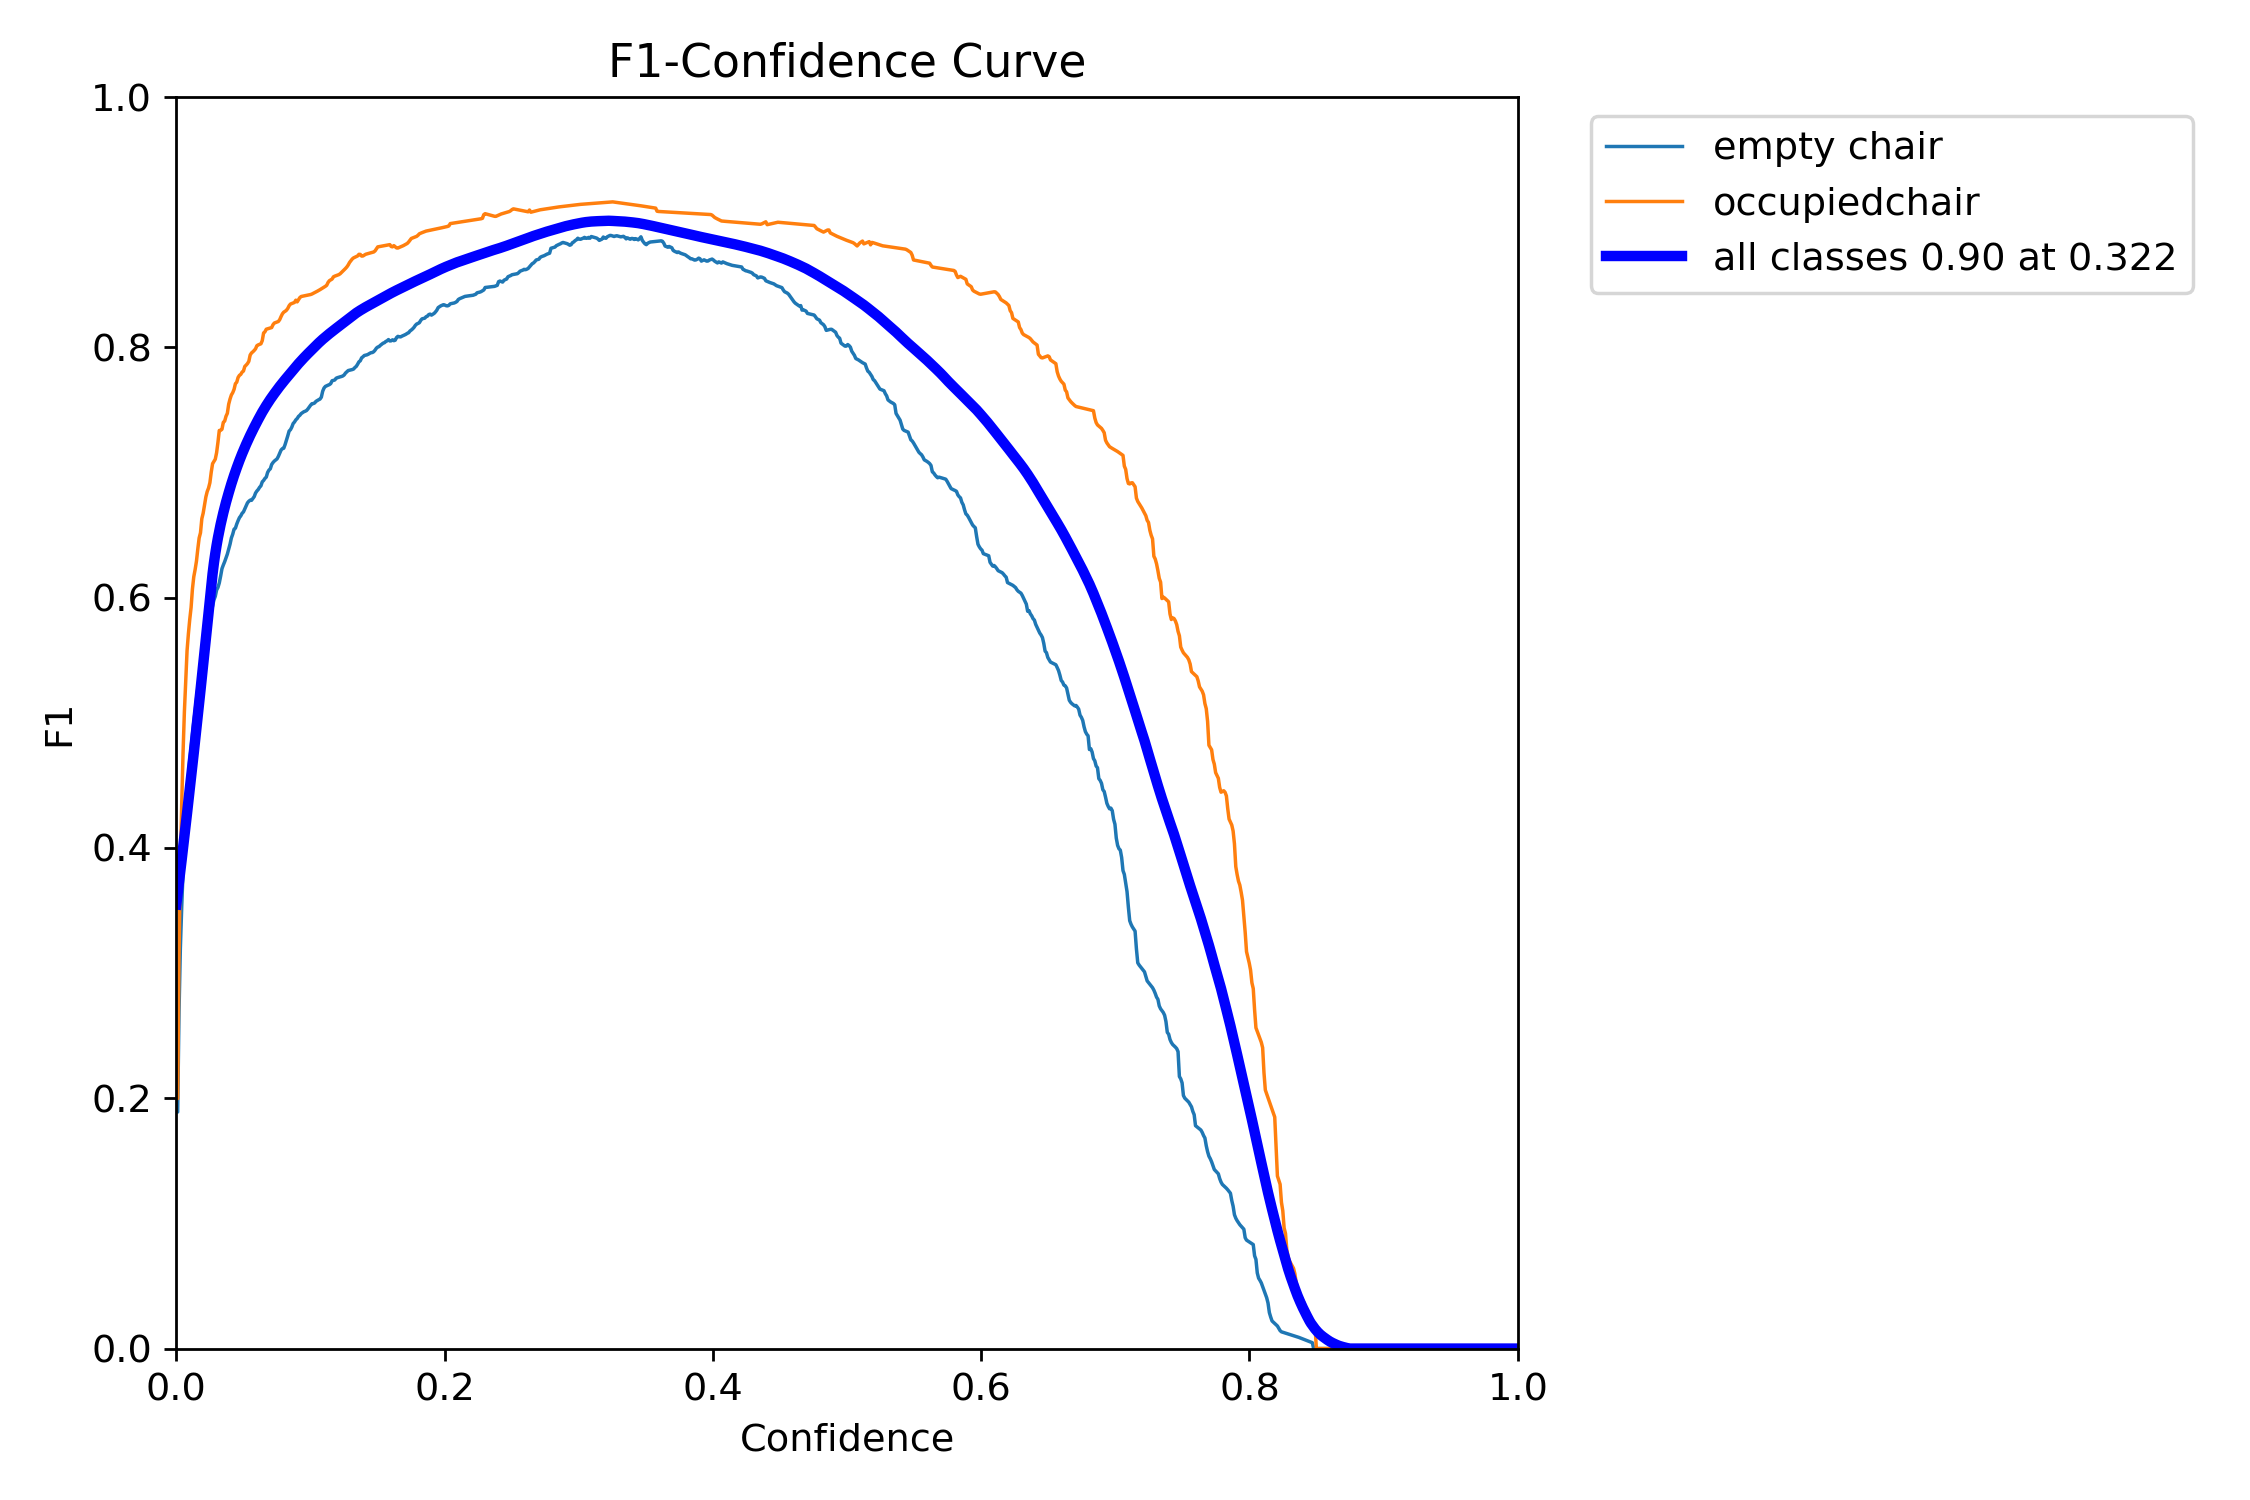 F1-Confidence Curve
1.0
0.8
0.6
0.4
0.2
0.0
F1
0.0 0.2 0.4 0.6 0.8 1.0
Confidence
empty chair
occupiedchair
all classes 0.90 at 0.322